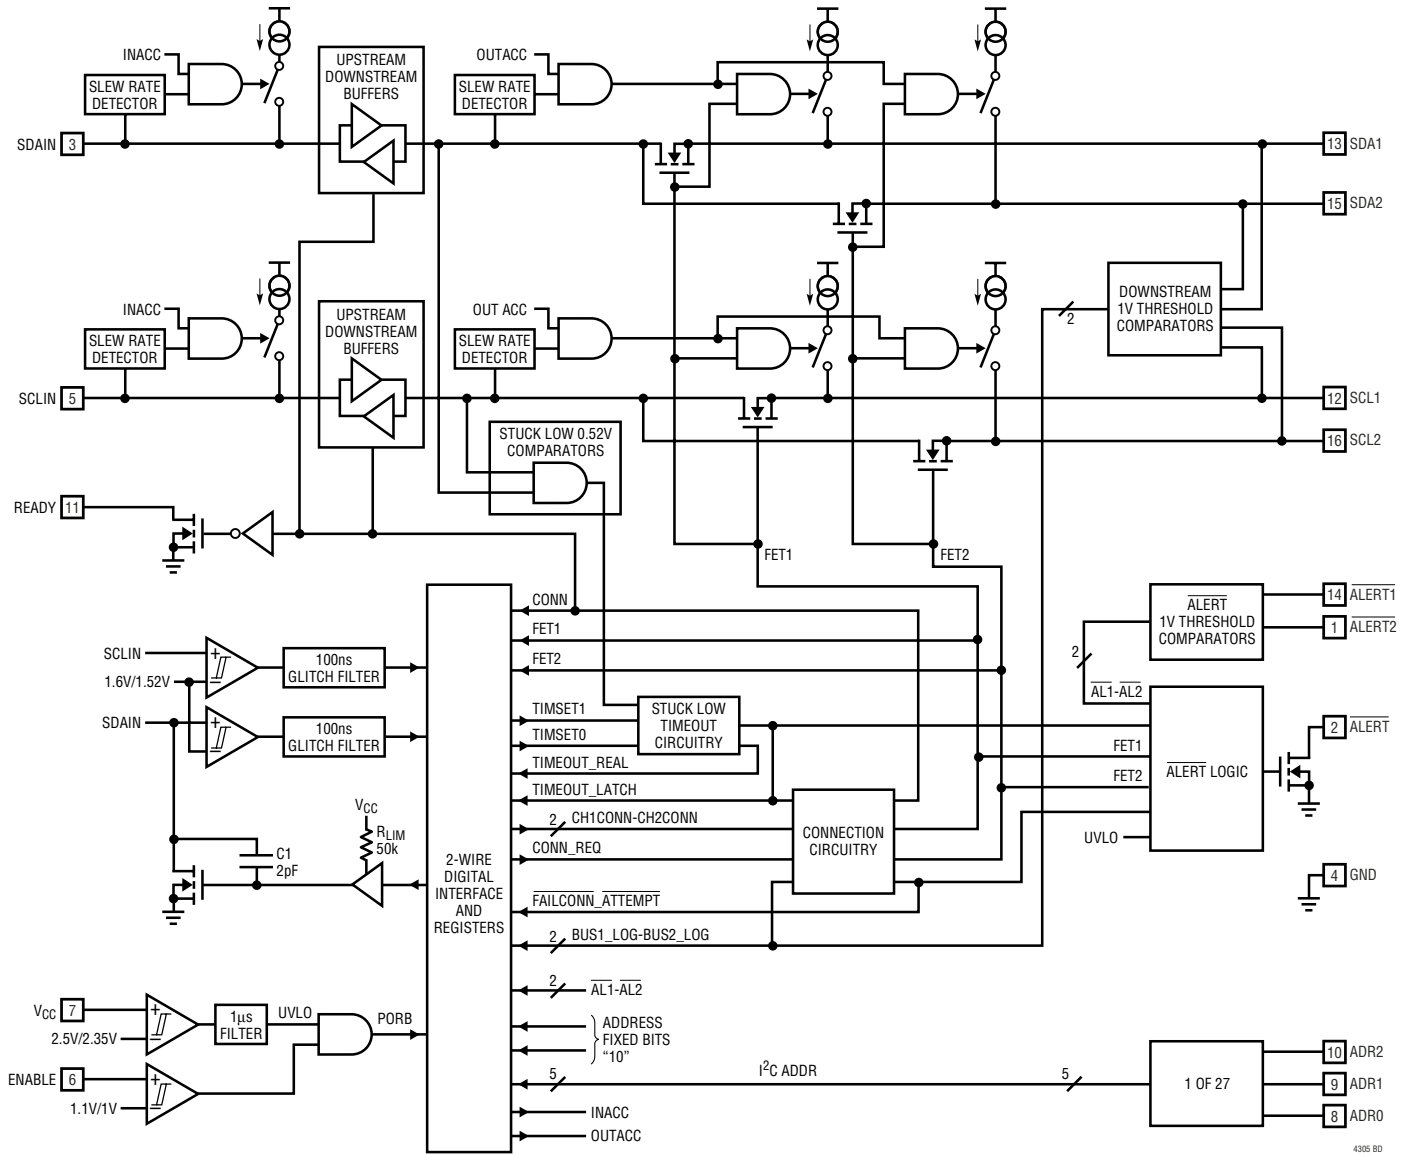 INACC
SLEW RATE
DETECTOR
UPSTREAM
DOWNSTREAM
BUFFERS
OUTACC
SLEW RATE
DETECTOR
SDAIN 3
13 SDA1
15 SDA2
INACC
SLEW RATE
DETECTOR
UPSTREAM
DOWNSTREAM
BUFFERS
OUT ACC
SLEW RATE
DETECTOR
2
DOWNSTREAM
1V THRESHOLD
COMPARATORS
SCLIN 5
12 SCL1
16 SCL2
STUCK LOW 0.52V
COMPARATORS
READY 11
FET1
FET2
CONN
FET1
FET2
ALERT
1V THRESHOLD
COMPARATORS
14 ALERT1
1 ALERT2
2
AL1-AL2
SCLIN
1.6V/1.52V
100ns
GLITCH FILTER
SDAIN
100ns
GLITCH FILTER
TIMSET1
TIMSET0
TIMEOUT_REAL
TIMEOUT_LATCH
STUCK LOW
TIMEOUT
CIRCUITRY
FET1
FET2
UVLO
ALERT LOGIC
2 ALERT
VCC
RLIM
50k
C1
2pF
2-WIRE
DIGITAL
INTERFACE
AND
REGISTERS
2 CH1CONN-CH2CONN
CONN_REQ
CONNECTION
CIRCUITRY
FAILCONN_ATTEMPT
2 BUS1_LOG-BUS2_LOG
4 GND
2 AL1-AL2
VCC 7
2.5V/2.35V
1µs
FILTER
UVLO
PORB
ADDRESS
FIXED BITS
“10”
ENABLE 6
1.1V/1V
5
I2C ADDR
5
1 OF 27
10 ADR2
9 ADR1
8 ADR0
INACC
OUTACC
4305 BD